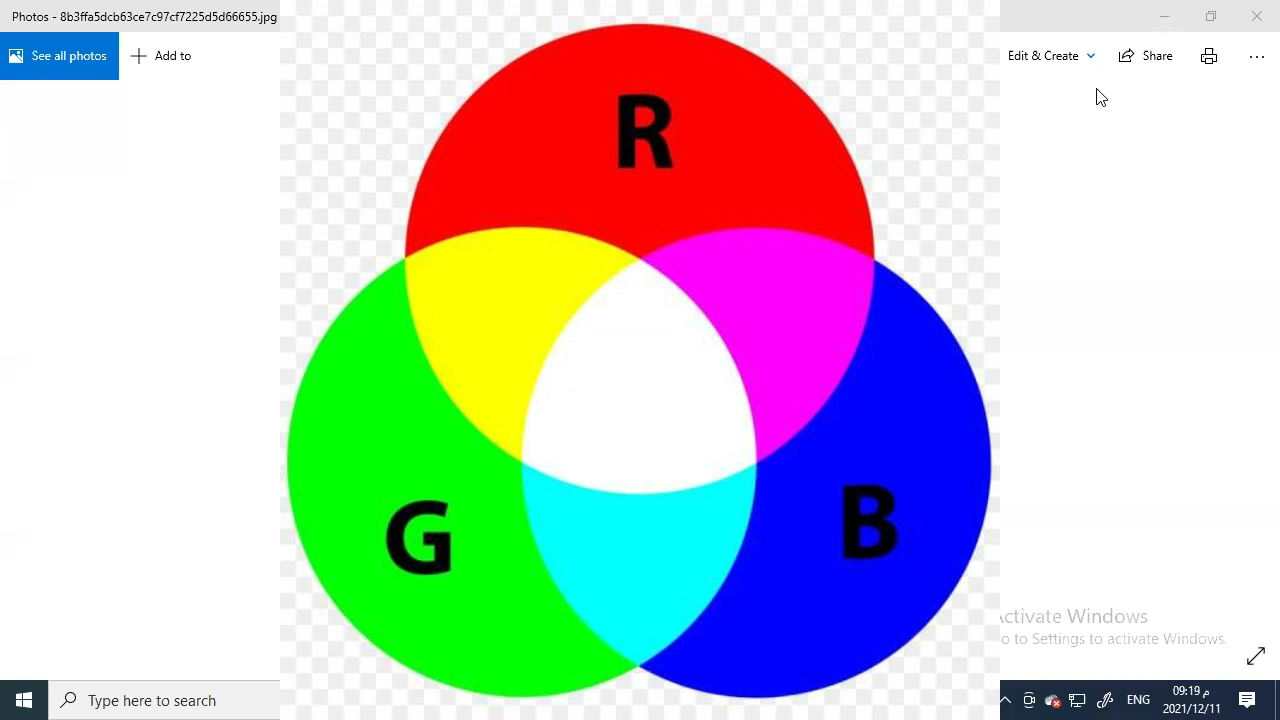 Photos - 8b3ffa5dcb63ce7c97cf7225d5d66655.jpg
See all photos
Add to
Edit & Create
Share
R
G
B
Activate Windows
to Settings to activate Windows.
Type here to search
ENG
09:19 م
2021/12/11